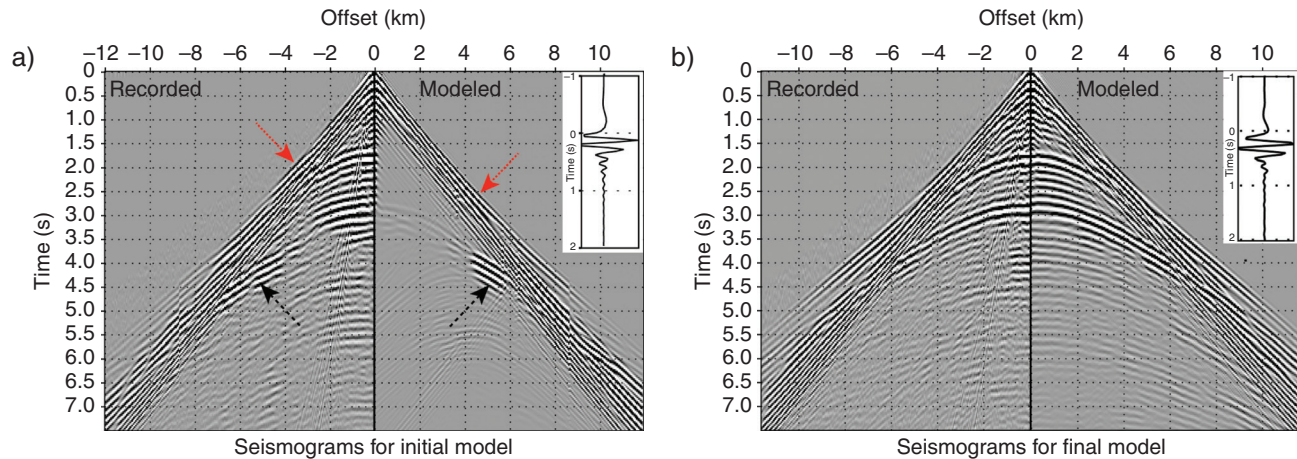 Offset (km)
–12 –10 –8 –6 –4 –2 0 2 4 6 8 10
a)
Recorded
Modeled
0
0.5
1.0
1.5
2.0
2.5
3.0
3.5
4.0
4.5
5.0
5.5
6.0
6.5
7.0
Time (s)
–1
0
1
2
Time (s)
Seismograms for initial model
Offset (km)
–10 –8 –6 –4 –2 0 2 4 6 8 10
b)
Recorded
Modeled
0
0.5
1.0
1.5
2.0
2.5
3.0
3.5
4.0
4.5
5.0
5.5
6.0
6.5
7.0
Time (s)
–1
0
1
2
Time (s)
Seismograms for final model